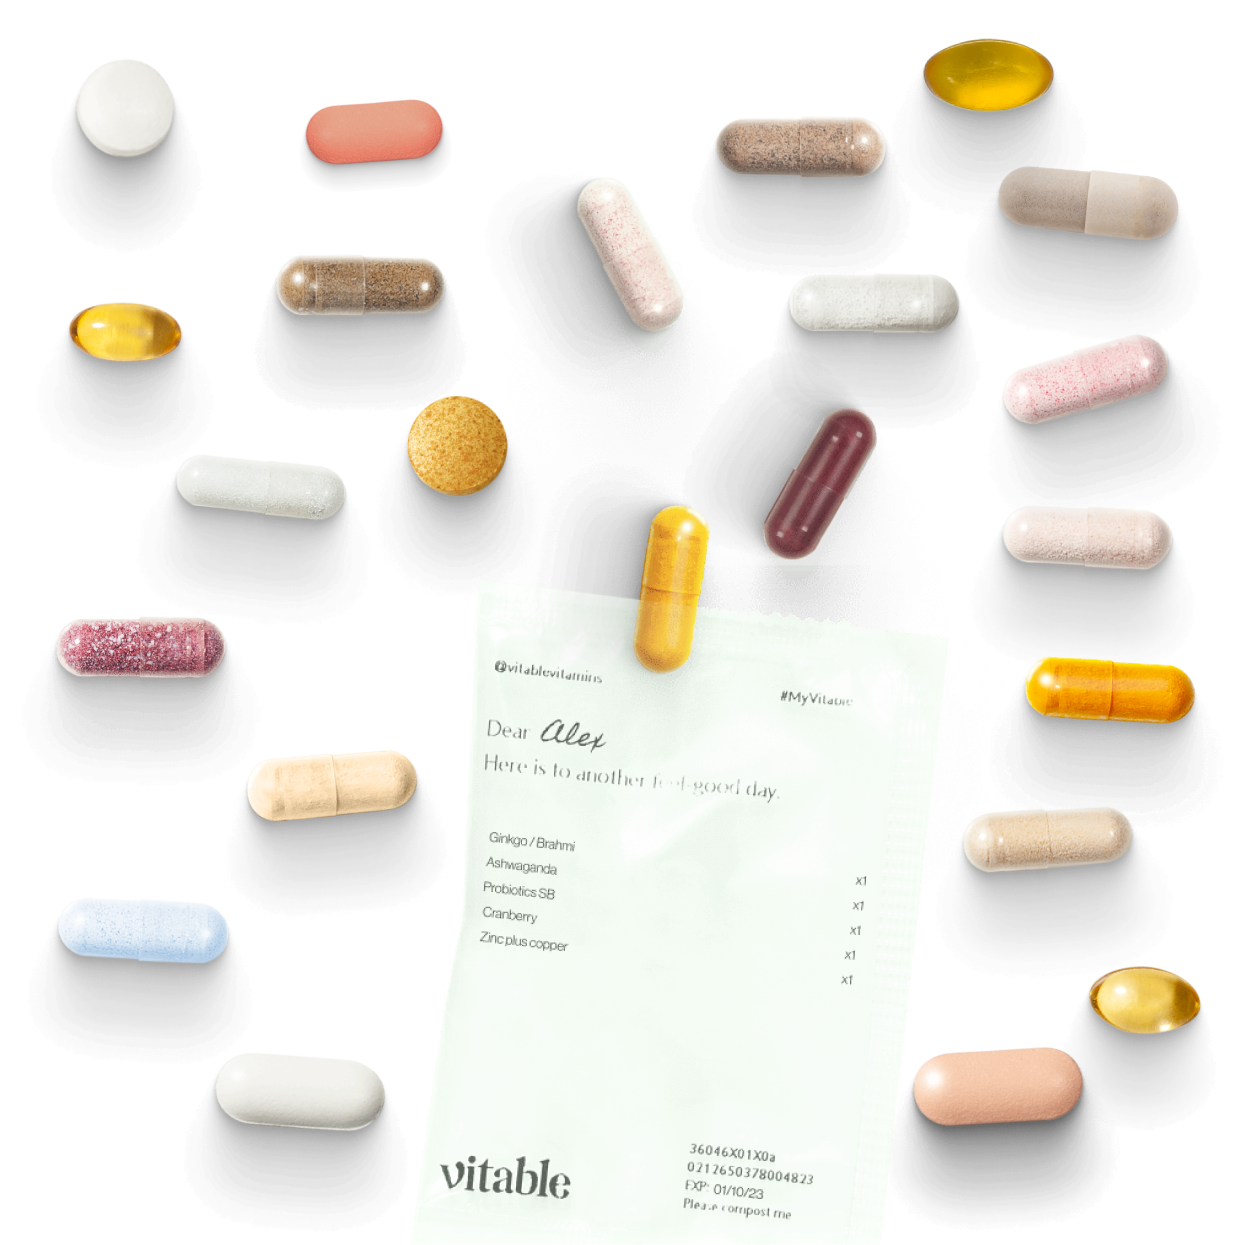 @vitablevitamins
#MyVitable
Dear Alex
Here is to another feel-good day.
Ginkgo / Brahmi x1
Ashwaganda x1
Probiotics SB x1
Cranberry x1
Zinc plus copper x1
vitable
36046X01X0a
0212650378004823
EXP: 01/10/23
Please compost me